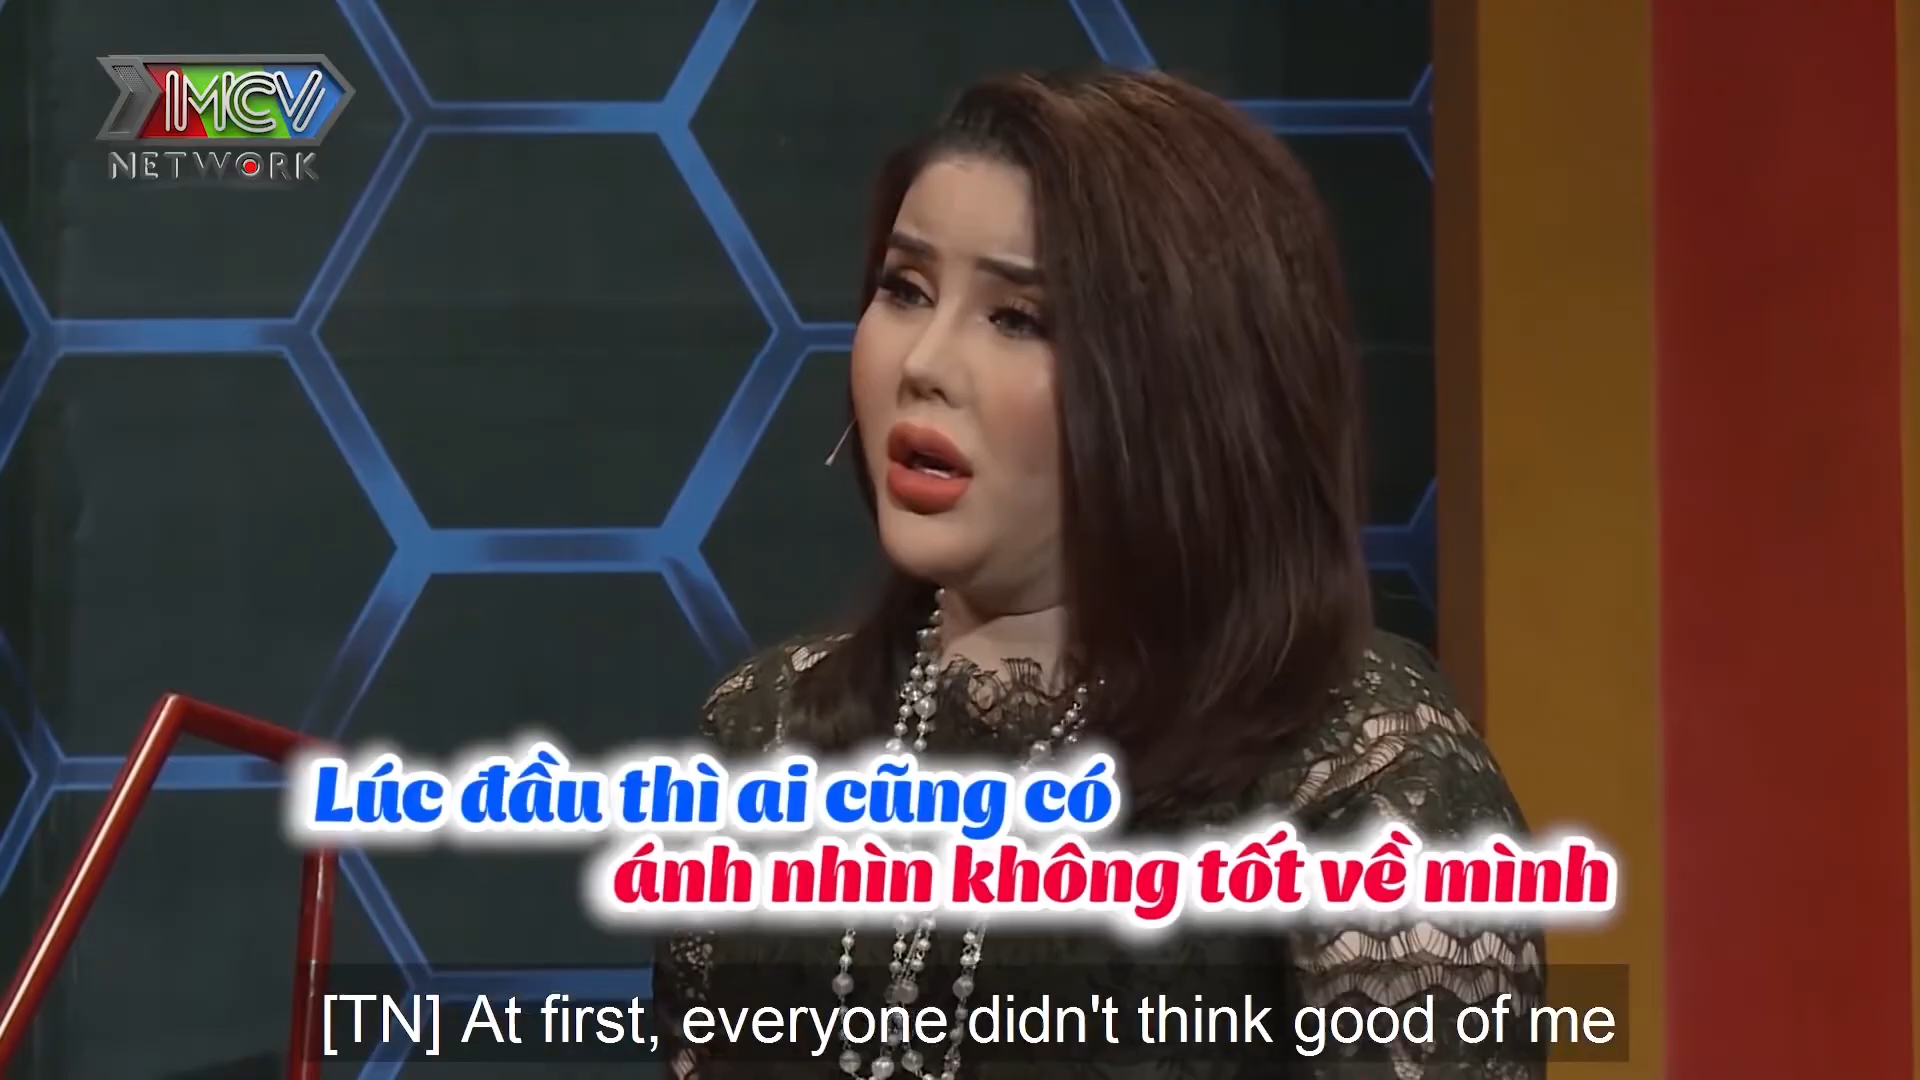 MCV
NETWORK
Lúc đầu thì ai cũng có
ánh nhìn không tốt về mình
[TN] At first, everyone didn't think good of me